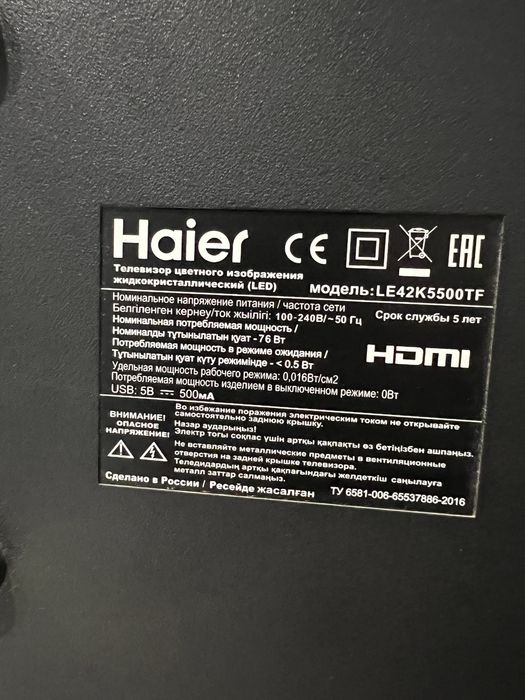 Haier CE EAC
Телевизор цветного изображения
жидкокристаллический (LED)
модель:LE42K5500TF
Номинальное напряжение питания / частота сети
Белгіленген кернеу/ток жыілігі: 100-240В/~50 Гц
Срок службы 5 лет
Номинальная потребляемая мощность /
Номиналды тұтынылатын қуат -76 Вт
Потребляемая мощность в режиме ожидания /
Тұтынылатын қуат күту режимінде - < 0.5 Вт
HDMI
Удельная мощность рабочего режима: 0,016Вт/см2
Потребляемая мощность изделием в выключенном режиме: 0Вт
USB: 5В 500мА
ВНИМАНИЕ!
ОПАСНОЕ
НАПРЯЖЕНИЕ!
Во избежание поражения электрическим током не открывайте
самостоятельно заднюю крышку.
Назар аударыңыз!
Электр тогы соқпас үшін артқы қақпақты өз бетіңізбен ашпаңыз.
Не вставляйте металлические предметы в вентиляционные
отверстия на задней крышке телевизора.
Теледидардың артқы қақпағындағы желдеткіш саңылауға
металл заттар салмаңыз.
Сделано в России / Ресейде жасалған
ТУ 6581-006-65537886-2016